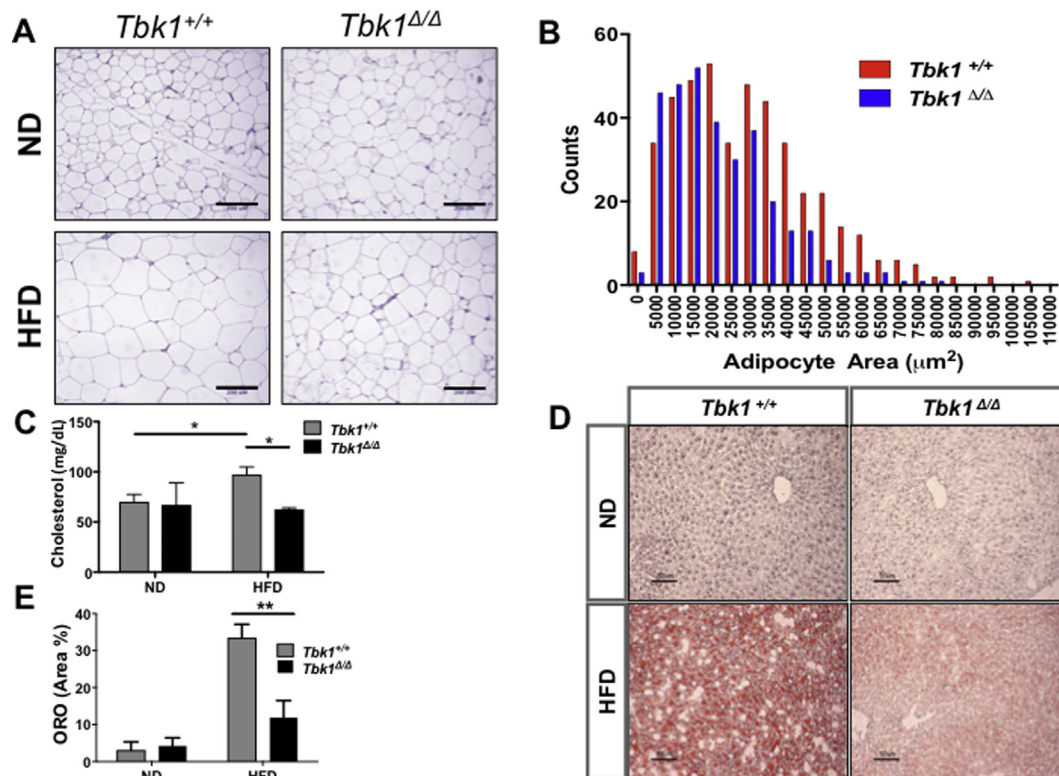 A
Tbk1+/+
Tbk1Δ/Δ
ND
HFD
200 uM
B
60
40
20
0
Counts
Tbk1 +/+
Tbk1 Δ/Δ
0
5000
10000
15000
20000
25000
30000
35000
40000
45000
50000
55000
60000
65000
70000
75000
80000
85000
90000
95000
100000
105000
110000
Adipocyte Area (μm2)
C
150
100
50
0
Cholesterol (mg/dL)
*
*
Tbk1+/+
Tbk1Δ/Δ
ND
HFD
E
40
30
20
10
0
ORO (Area %)
**
Tbk1+/+
Tbk1Δ/Δ
ND
HFD
D
Tbk1 +/+
Tbk1 Δ/Δ
ND
HFD